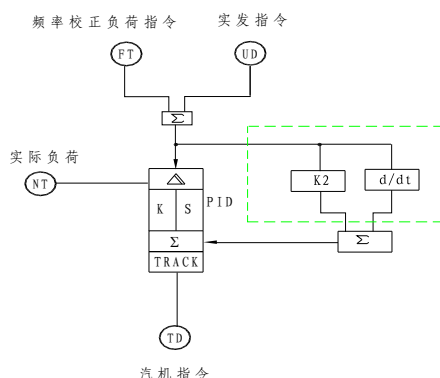 频率校正负荷指令
实发指令
FT
UD
Σ
实际负荷
NT
K2
d/dt
K S
PID
Σ
Σ
TRACK
TD
汽机指令